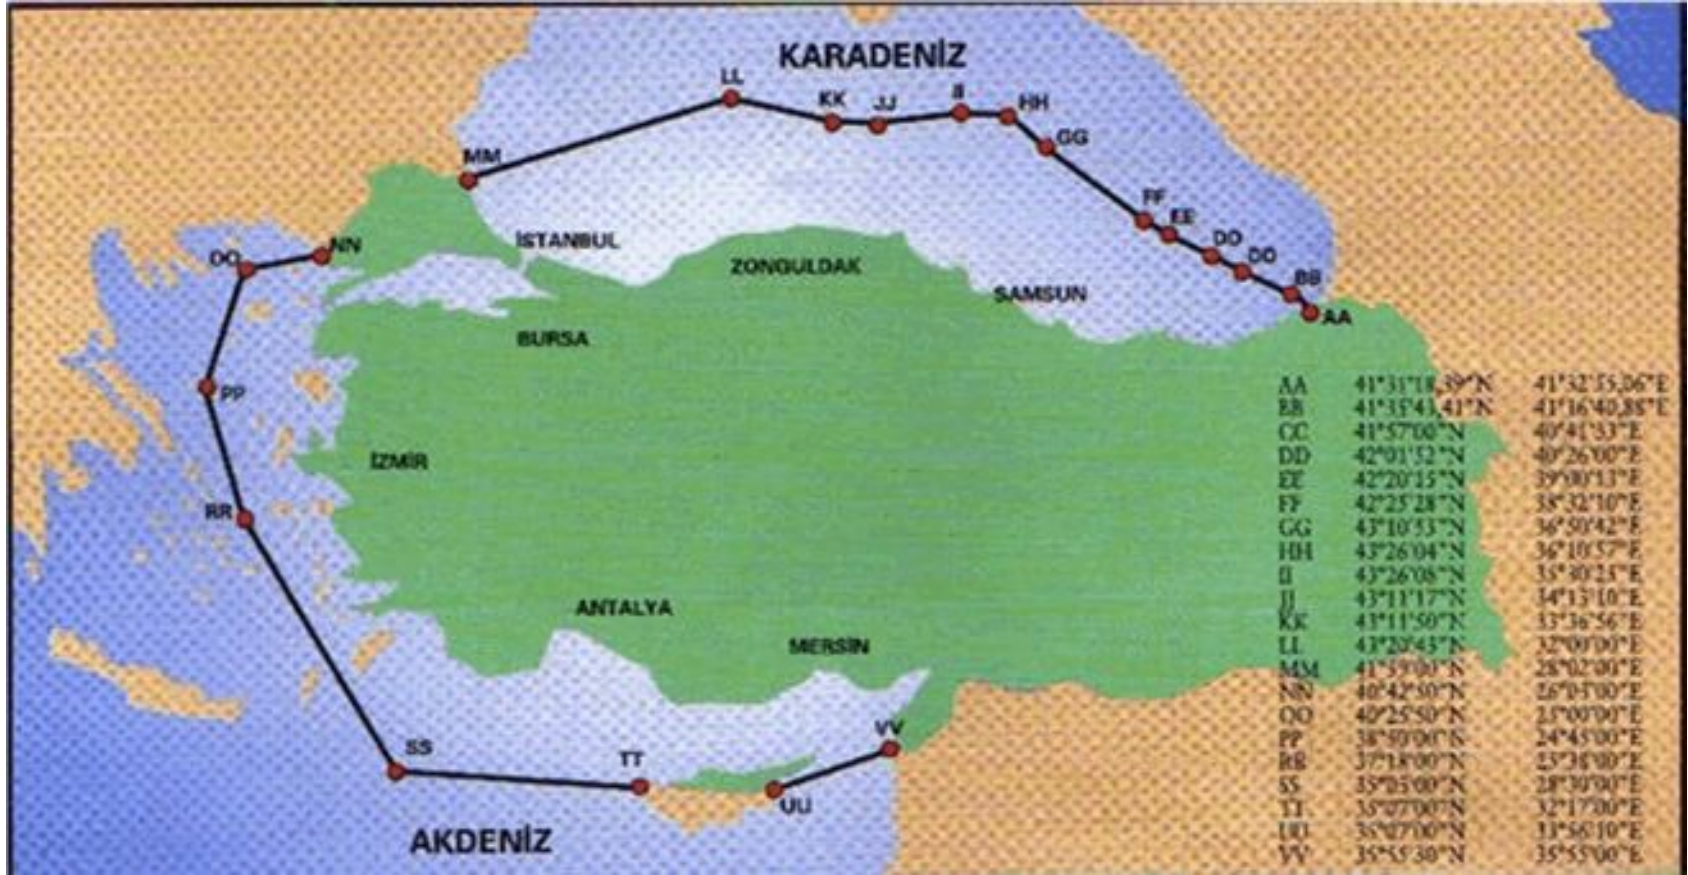 KARADENİZ
LL
KK
JJ
II
HH
GG
MM
FF
EE
DD
DD
BB
AA
NN
OO
İSTANBUL
ZONGULDAK
SAMSUN
BURSA
PP
İZMİR
RR
ANTALYA
MERSİN
SS
TT
VV
UU
AKDENİZ
AA 41°31'18,39"N 41°32'55,06"E
BB 41°35'43,41"N 41°16'40,88"E
CC 41°57'00"N 40°41'33"E
DD 42°01'52"N 40°26'00"E
EE 42°20'15"N 39°00'13"E
FF 42°25'28"N 38°32'10"E
GG 43°10'53"N 36°50'42"E
HH 43°26'04"N 36°10'57"E
II 43°26'08"N 35°30'25"E
JJ 43°11'17"N 34°13'10"E
KK 43°11'50"N 33°36'56"E
LL 43°20'43"N 32°00'00"E
MM 41°59'00"N 28°02'00"E
NN 40°42'50"N
OO 40°25'50"N 25°00'00"E
PP 38°50'00"N 24°45'00"E
RR 37°18'00"N 25°38'00"E
SS 35°05'00"N 28°30'00"E
TT 35°07'00"N 32°17'00"E
UU 35°07'00"N 33°56'10"E
VV 35°55'30"N 35°55'00"E